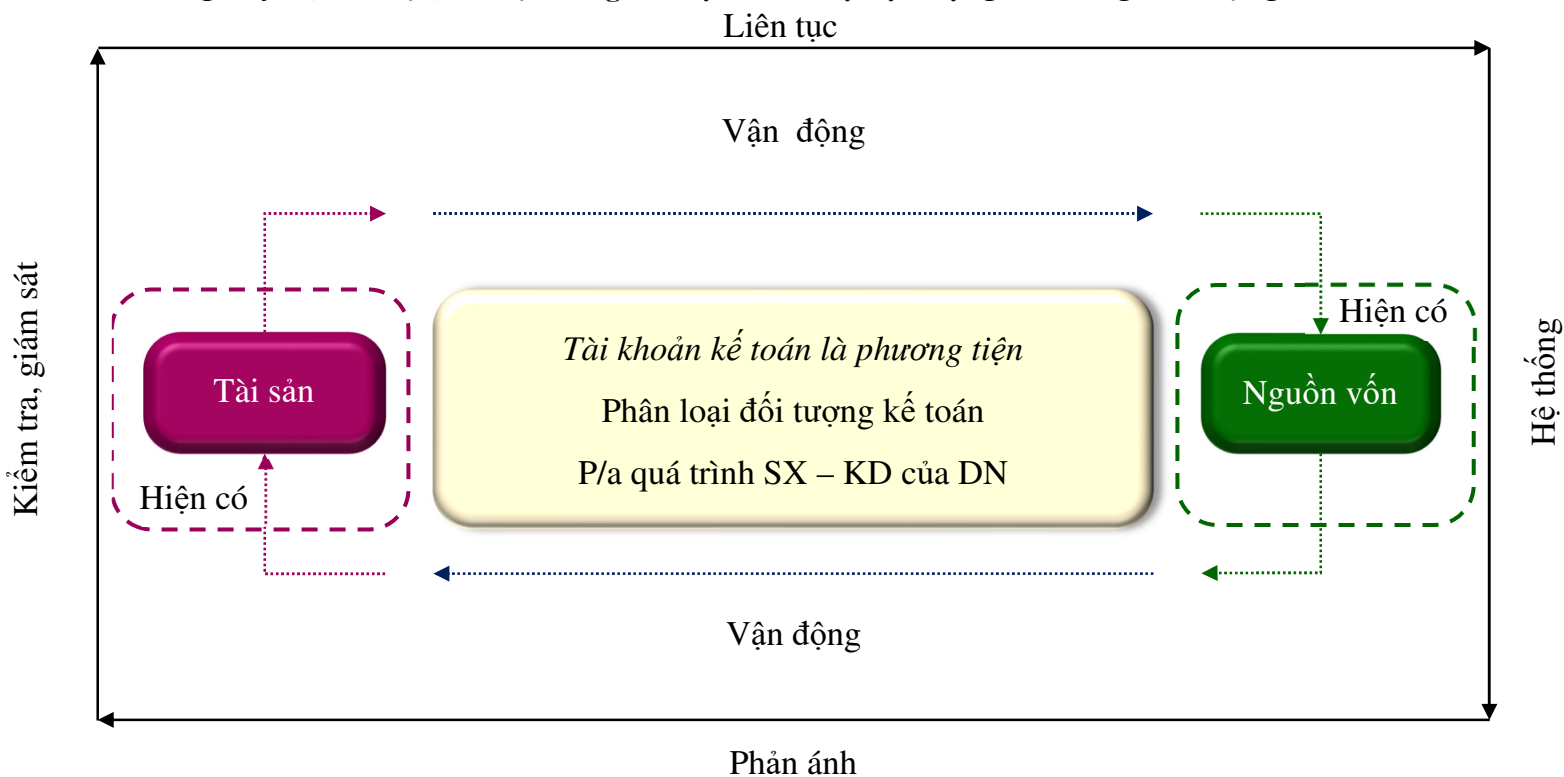 Liên tục
Vận động
Kiểm tra, giám sát
Hiện có
Tài khoản kế toán là phương tiện
Tài sản
Phân loại đối tượng kế toán
Nguồn vốn
Hệ thống
P/a quá trình SX – KD của DN
Hiện có
Vận động
Phản ánh